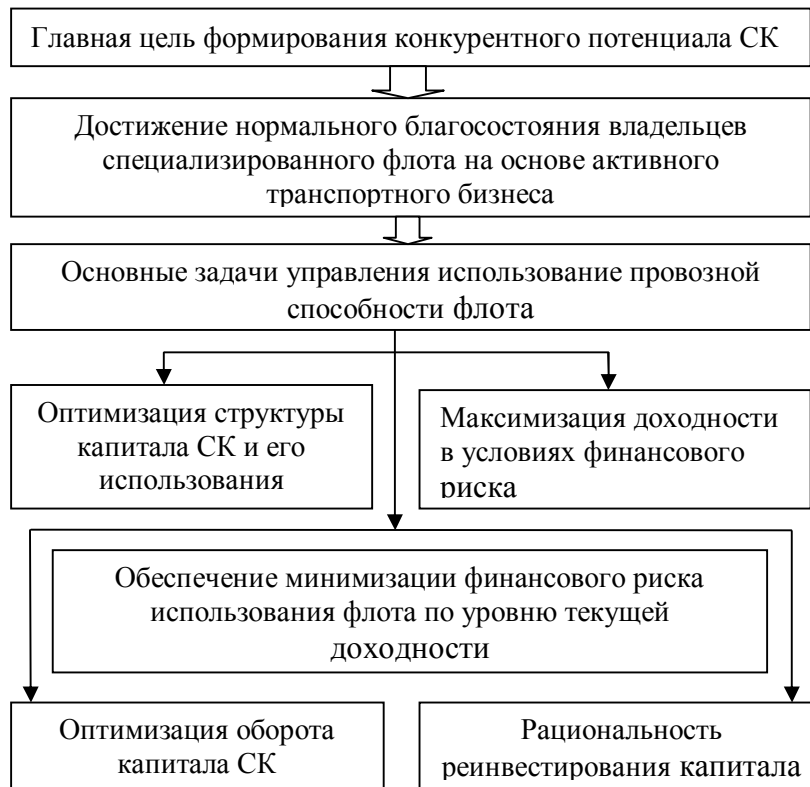 Главная цель формирования конкурентного потенциала СК
Достижение нормального благосостояния владельцев
специализированного флота на основе активного
транспортного бизнеса
Основные задачи управления использование провозной
способности флота
Оптимизация структуры
капитала СК и его
использования
Максимизация доходности
в условиях финансового
риска
Обеспечение минимизации финансового риска
использования флота по уровню текущей
доходности
Оптимизация оборота
капитала СК
Рациональность
реинвестирования капитала